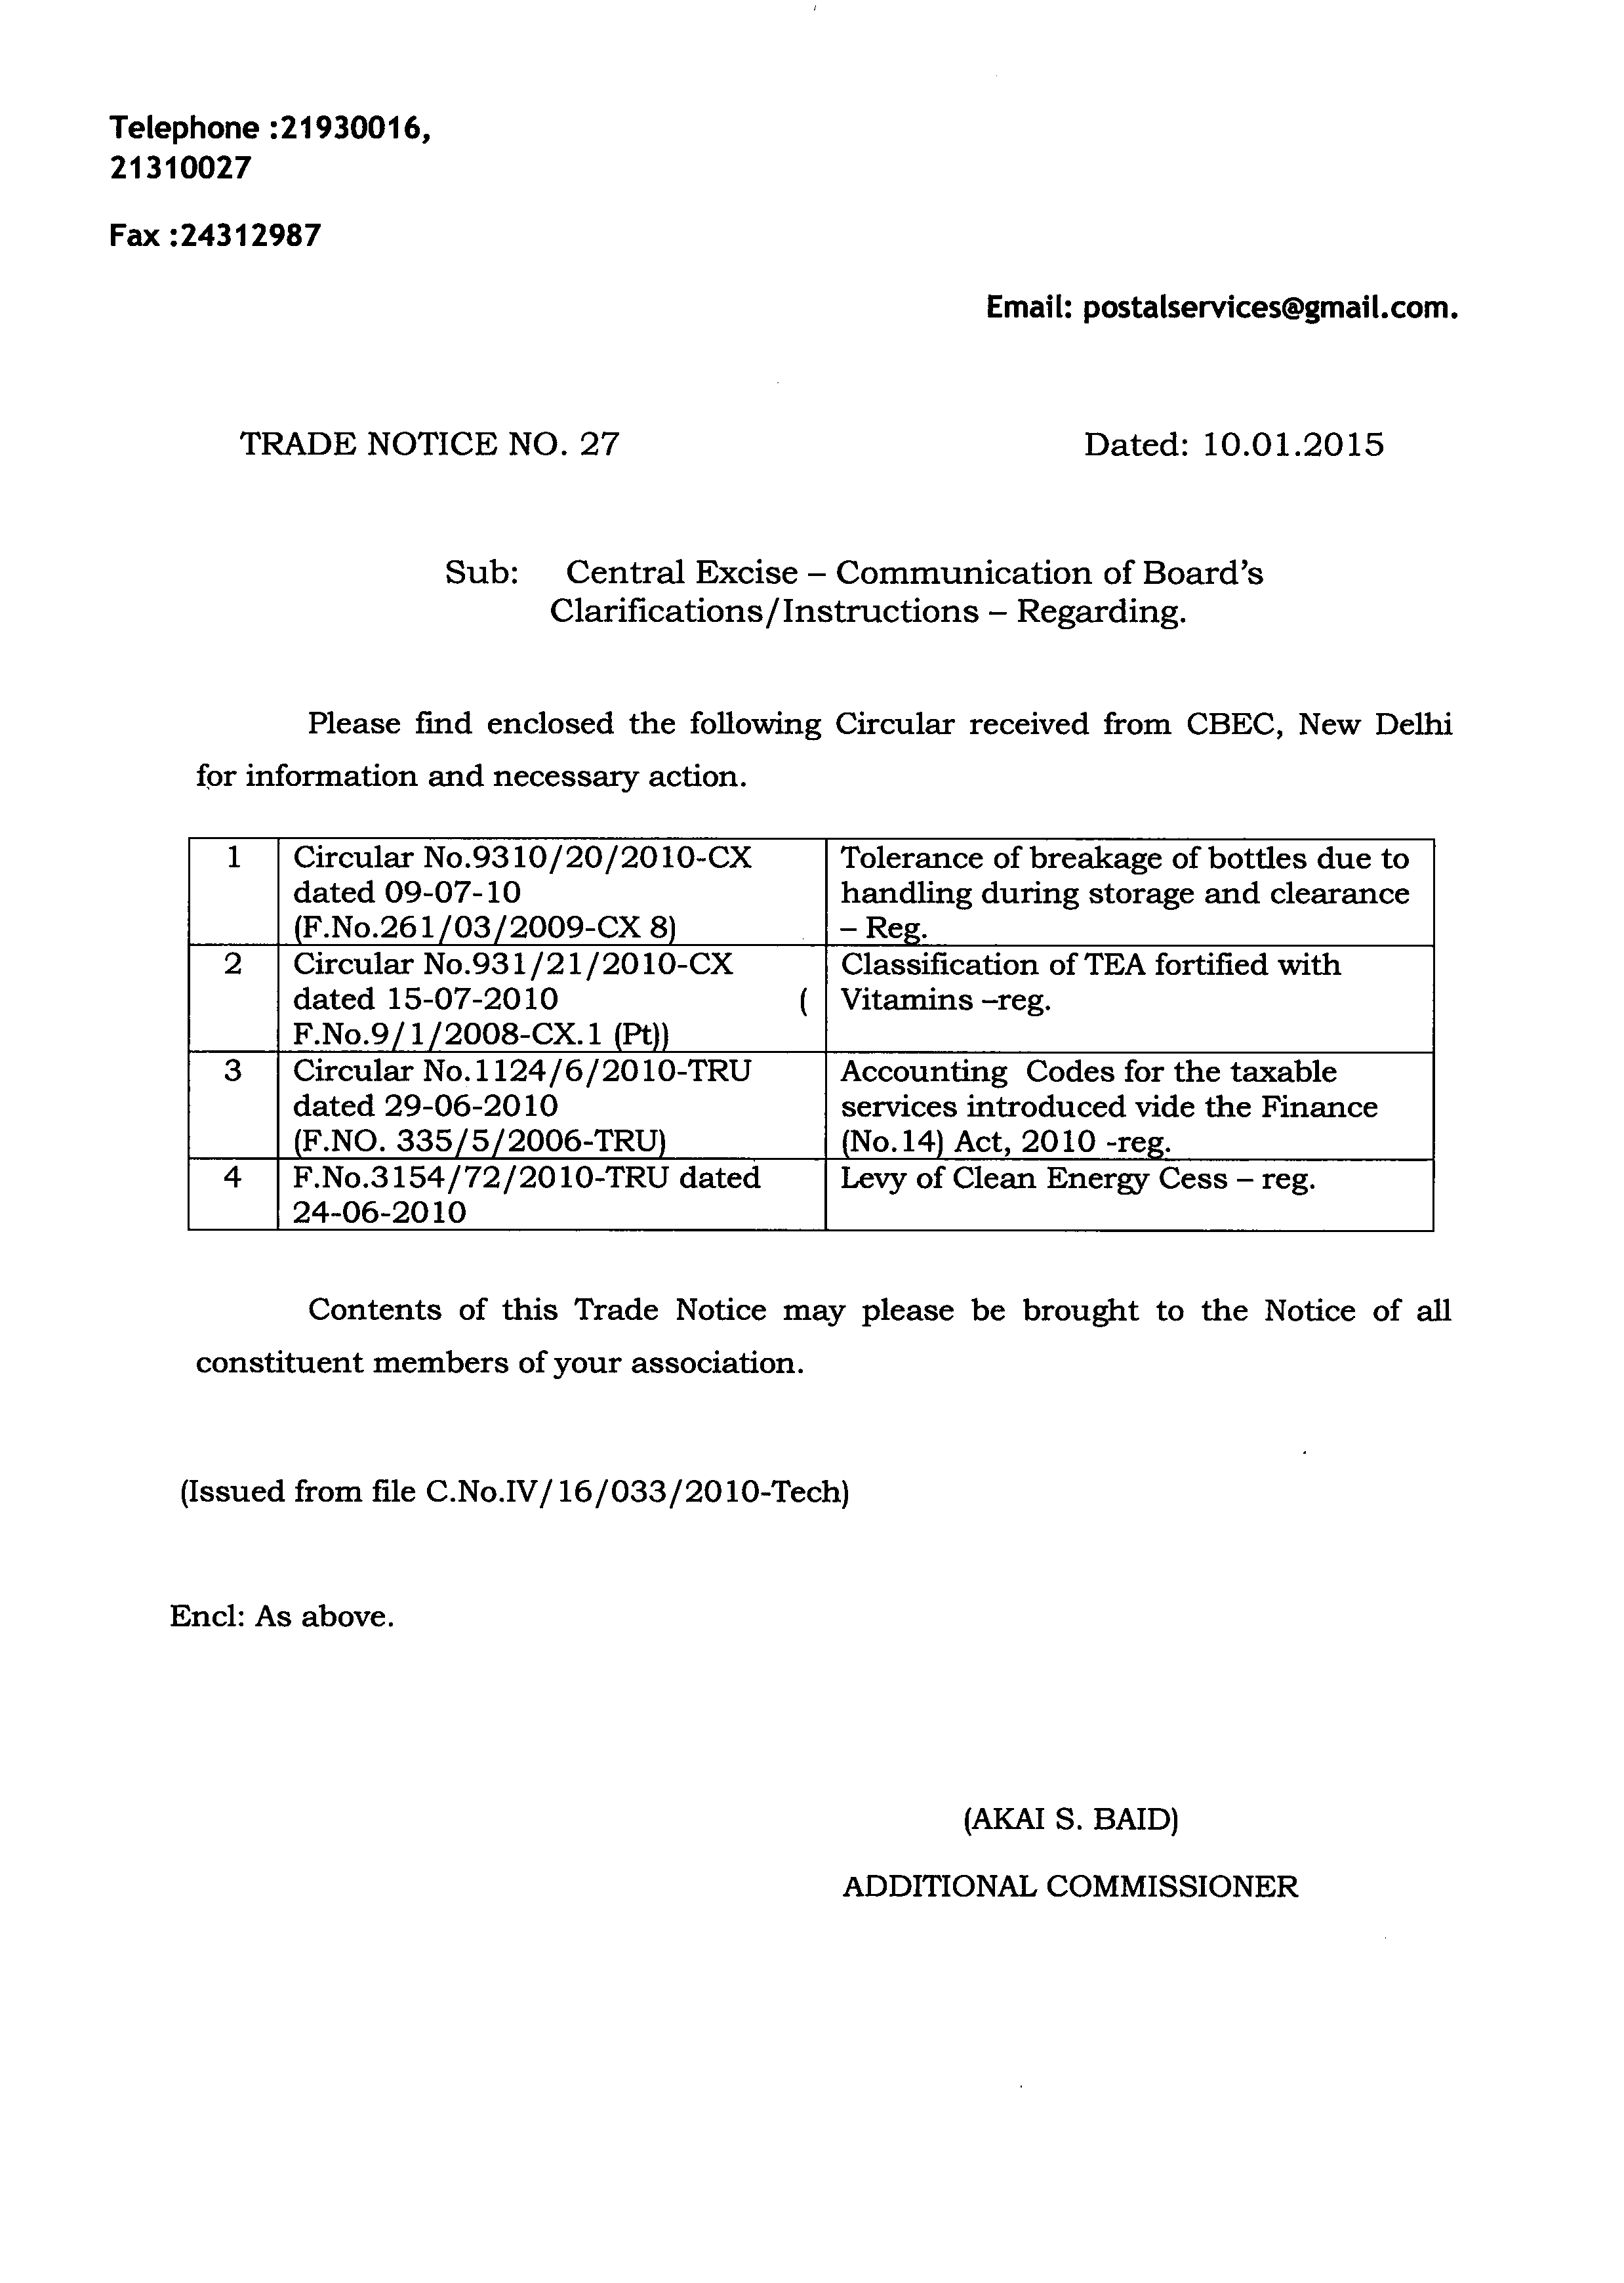 Telephone :21930016,
21310027
Fax :24312987
Email: postalservices@gmail.com.
TRADE NOTICE NO. 27 Dated: 10.01.2015
Sub: Central Excise – Communication of Board's
Clarifications/Instructions – Regarding.
Please find enclosed the following Circular received from CBEC, New Delhi
for information and necessary action.
1 Circular No.9310/20/2010-CX Tolerance of breakage of bottles due to
dated 09-07-10 handling during storage and clearance
(F.No.261/03/2009-CX 8) – Reg.
2 Circular No.931/21/2010-CX Classification of TEA fortified with
dated 15-07-2010 ( Vitamins –reg.
F.No.9/1/2008-CX.1 (Pt))
3 Circular No.1124/6/2010-TRU Accounting Codes for the taxable
dated 29-06-2010 services introduced vide the Finance
(F.NO. 335/5/2006-TRU) (No.14) Act, 2010 -reg.
4 F.No.3154/72/2010-TRU dated Levy of Clean Energy Cess – reg.
24-06-2010
Contents of this Trade Notice may please be brought to the Notice of all
constituent members of your association.
(Issued from file C.No.IV/16/033/2010-Tech)
Encl: As above.
(AKAI S. BAID)
ADDITIONAL COMMISSIONER